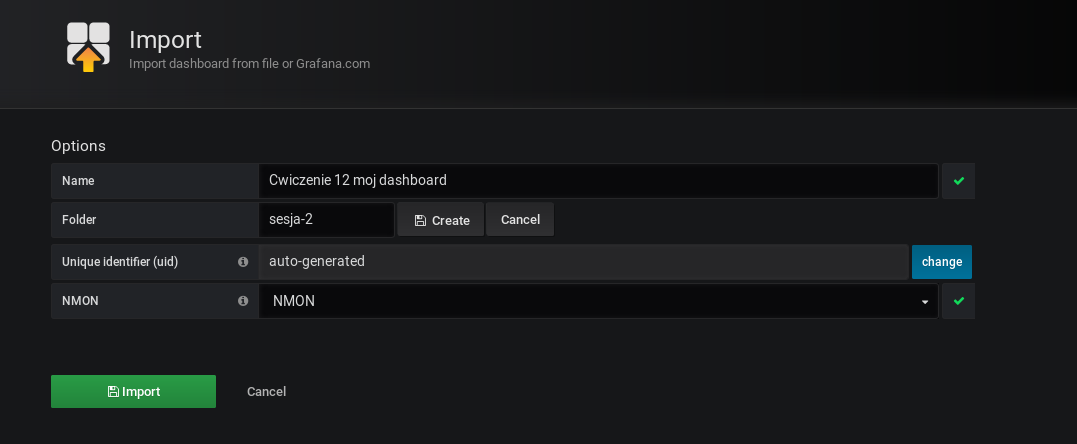 Import
Import dashboard from file or Grafana.com
Options
Name Cwiczenie 12 moj dashboard
Folder sesja-2 Create Cancel
Unique identifier (uid) auto-generated change
NMON NMON
Import Cancel